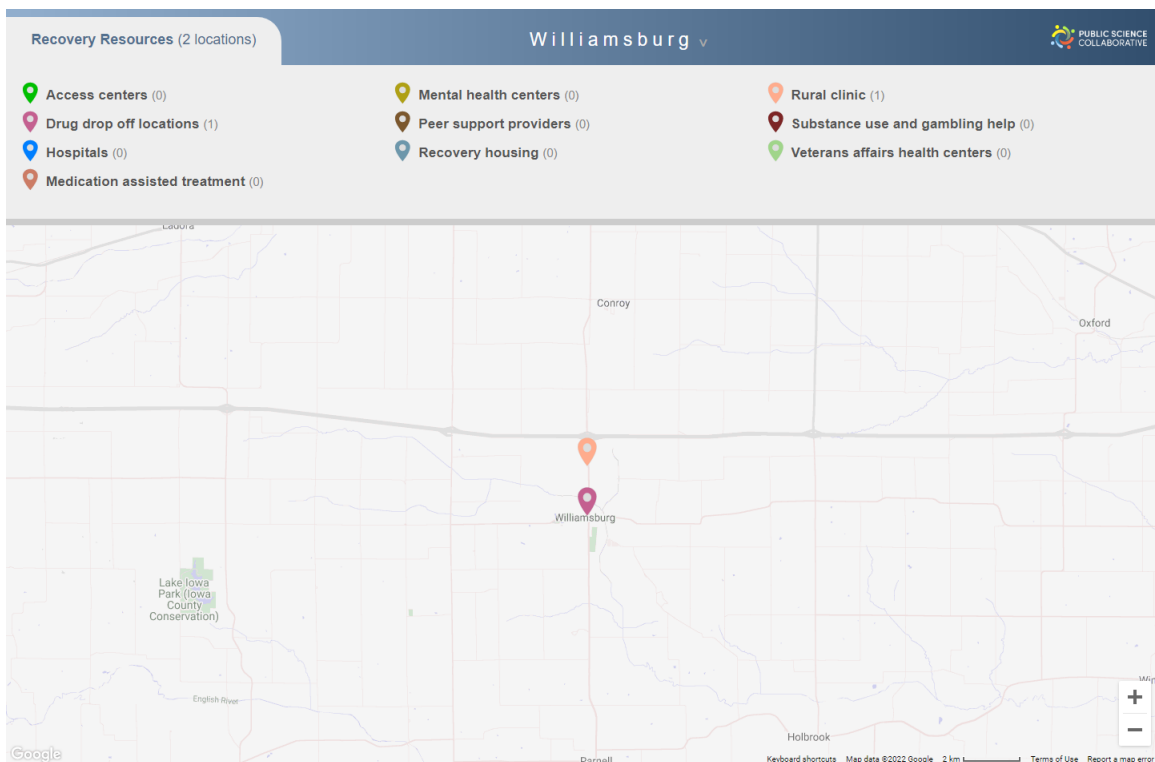 Recovery Resources (2 locations)
Williamsburg v
PUBLIC SCIENCE
COLLABORATIVE
Access centers (0)
Mental health centers (0)
Rural clinic (1)
Drug drop off locations (1)
Peer support providers (0)
Substance use and gambling help (0)
Hospitals (0)
Recovery housing (0)
Veterans affairs health centers (0)
Medication assisted treatment (0)
Ladora
Conroy
Oxford
Williamsburg
Lake Iowa
Park (Iowa
County
Conservation)
English River
Win
+
−
Holbrook
Parnell
Google
Keyboard shortcuts
Map data ©2022 Google
2 km
Terms of Use
Report a map error